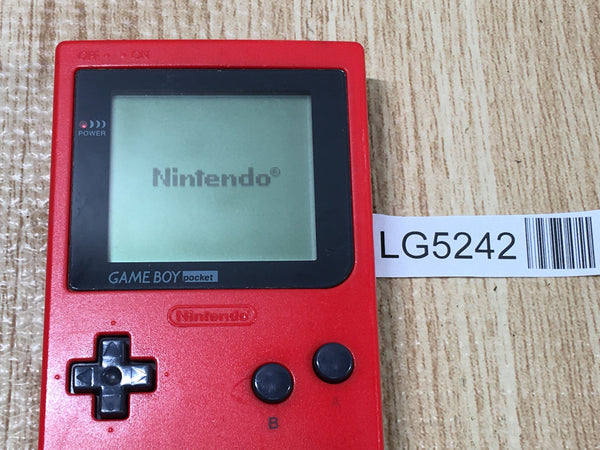 OFF ON
POWER
Nintendo®
GAME BOY pocket
Nintendo
B
A
LG5242